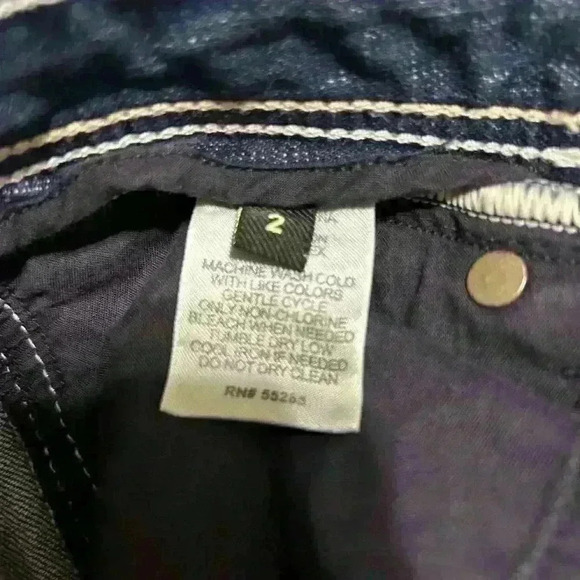 2
MACHINE WASH COLD
WITH LIKE COLORS
GENTLE CYCLE
ONLY NON-CHLORINE
BLEACH WHEN NEEDED
TUMBLE DRY LOW
COOL IRON IF NEEDED
DO NOT DRY CLEAN
RN#